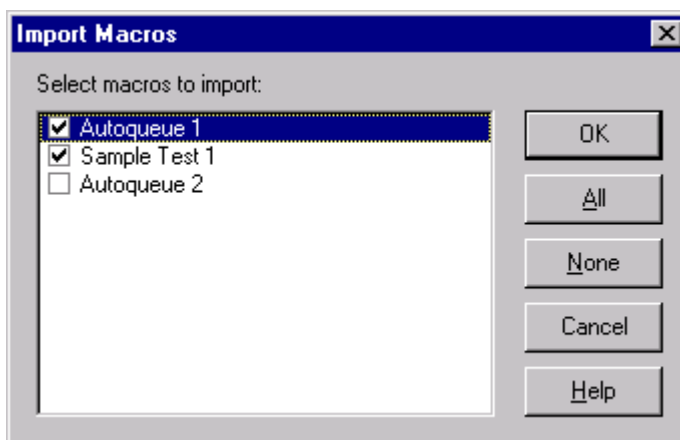 Import Macros
Select macros to import:
Autoqueue 1
Sample Test 1
Autoqueue 2
OK
All
None
Cancel
Help